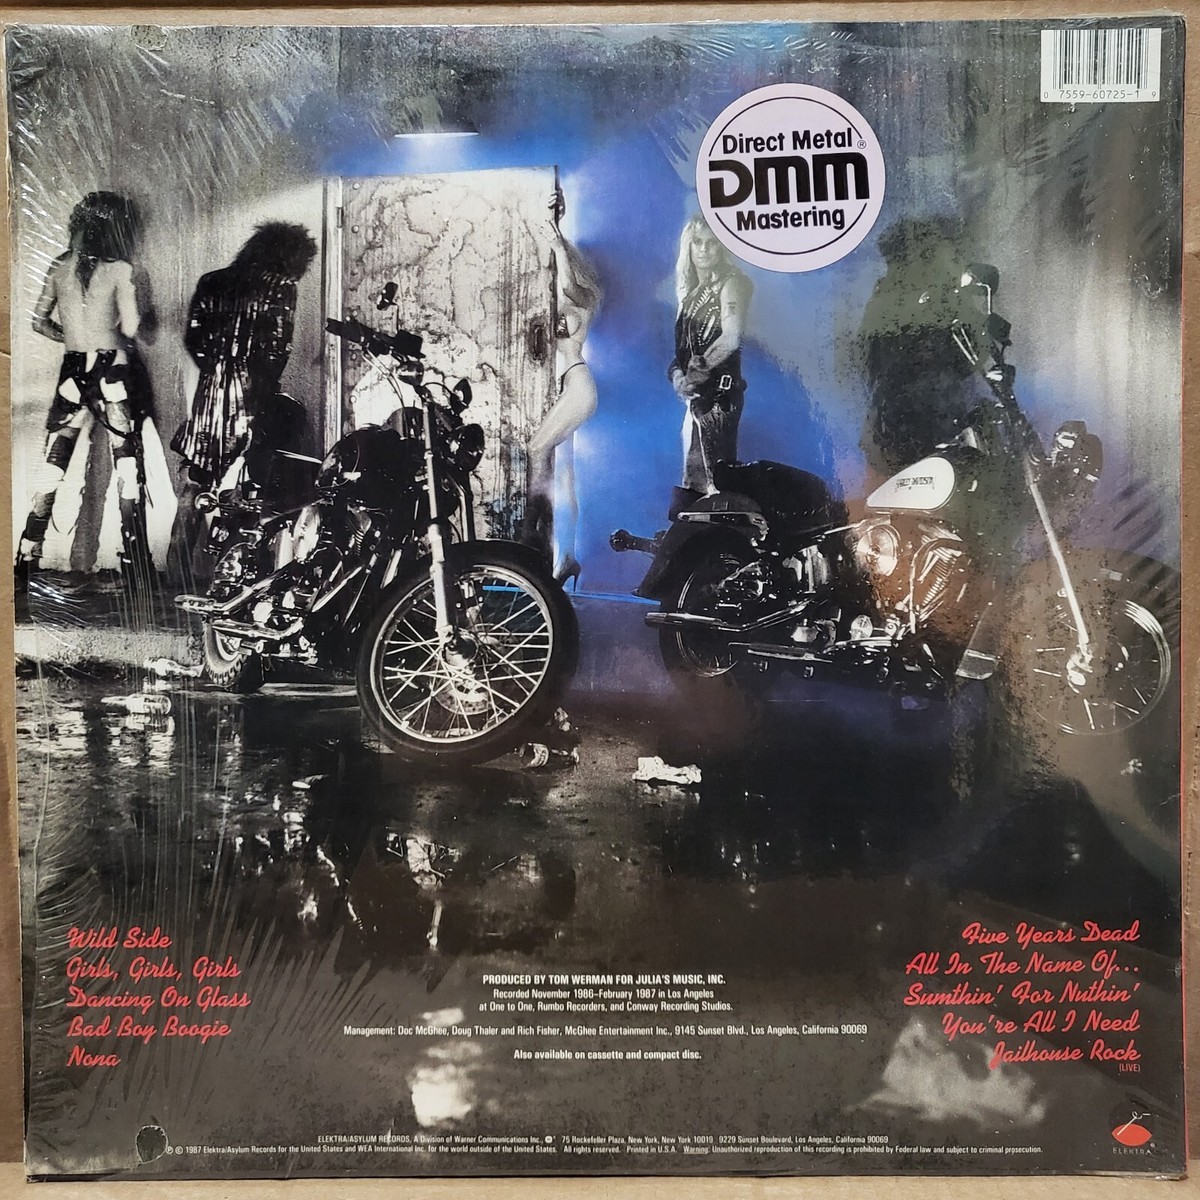 0 7559-60725-1 9
Direct Metal ®
DMM
Mastering
HARLEY-DAVIDSON
Wild Side
Girls, Girls, Girls
Dancing On Glass
Bad Boy Boogie
Nona
Five Years Dead
All In The Name Of...
Sumthin' For Nuthin'
You're All I Need
Jailhouse Rock
(LIVE)
PRODUCED BY TOM WERMAN FOR JULIA'S MUSIC, INC.
Recorded November 1986–February 1987 in Los Angeles
at One to One, Rumbo Recorders, and Conway Recording Studios.
Management: Doc McGhee, Doug Thaler and Rich Fisher, McGhee Entertainment Inc., 9145 Sunset Blvd., Los Angeles, California 90069
Also available on cassette and compact disc.
ELEKTRA/ASYLUM RECORDS, A Division of Warner Communications Inc., 75 Rockefeller Plaza, New York, New York 10019 9229 Sunset Boulevard, Los Angeles, California 90069
℗ © 1987 Elektra/Asylum Records for the United States and WEA International Inc. for the world outside of the United States. All rights reserved. Printed in U.S.A. Warning: Unauthorized reproduction of this recording is prohibited by Federal law and subject to criminal prosecution.
ELEKTRA ®